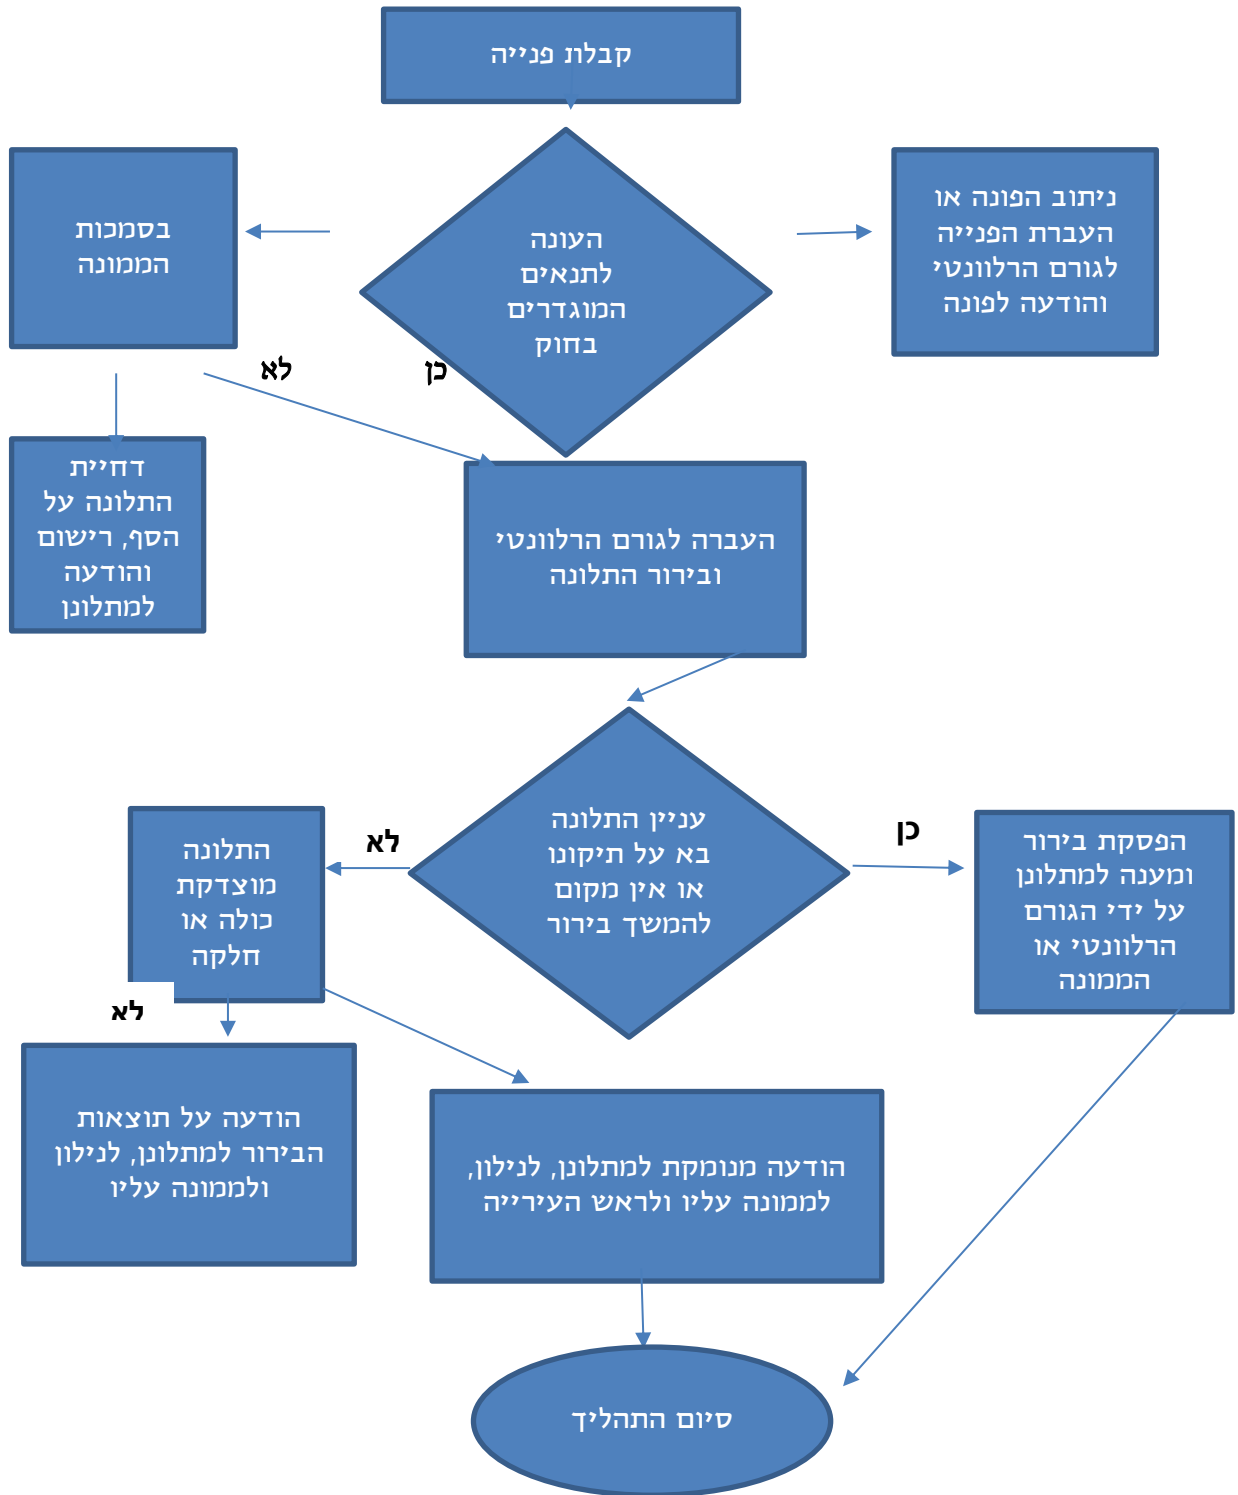 קבלת פנייה
ניתוב הפונה או
העברת הפנייה
לגורם הרלוונטי
והודעה לפונה
העונה
לתנאים
המוגדרים
בחוק
בסמכות
הממונה
כן
לא
דחיית
התלונה על
הסף, רישום
והודעה
למתלונן
העברה לגורם הרלוונטי
ובירור התלונה
עניין התלונה
בא על תיקונו
או אין מקום
להמשך בירור
כן
לא
הפסקת בירור
ומענה למתלונן
על ידי הגורם
הרלוונטי או
הממונה
התלונה
מוצדקת
כולה או
חלקה
לא
הודעה על תוצאות
הבירור למתלונן, לנילון
ולממונה עליו
הודעה מנומקת למתלונן, לנילון,
לממונה עליו ולראש העירייה
סיום התהליך